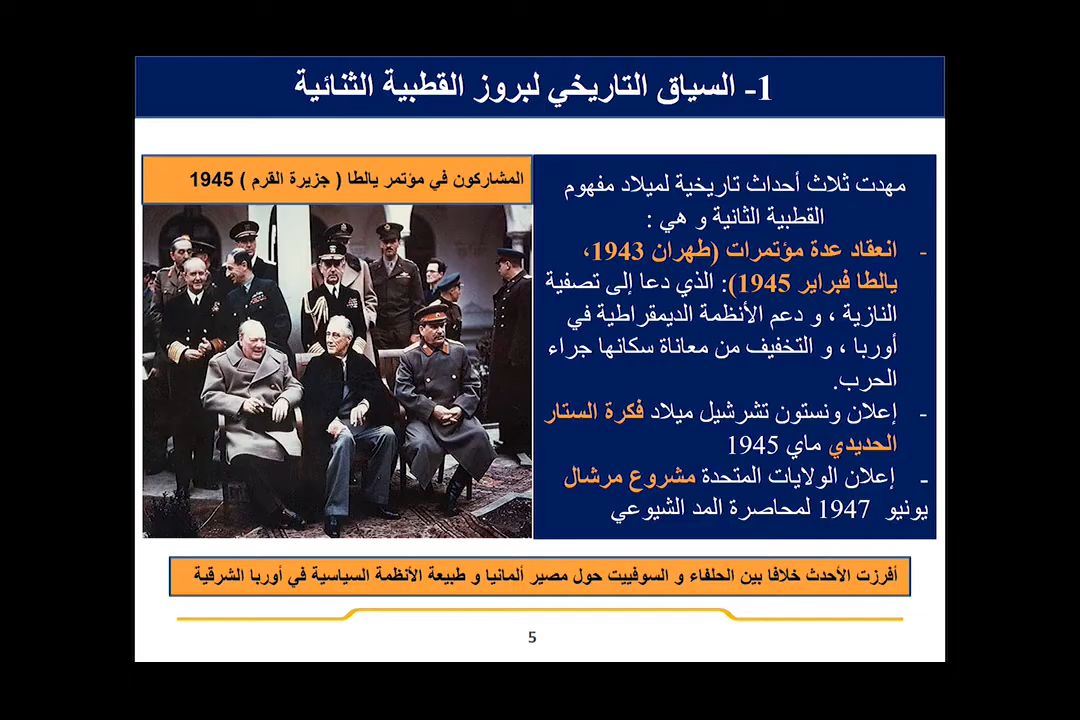 1- السياق التاريخي لبروز القطبية الثنائية
مهدت ثلاث أحداث تاريخية لميلاد مفهوم
القطبية الثانية و هي :
- انعقاد عدة مؤتمرات (طهران 1943،
يالطا فبراير 1945): الذي دعا إلى تصفية
النازية ، و دعم الأنظمة الديمقراطية في
أوربا ، و التخفيف من معاناة سكانها جراء
الحرب.
- إعلان ونستون تشرشيل ميلاد فكرة الستار
الحديدي ماي 1945
- إعلان الولايات المتحدة مشروع مرشال
يونيو 1947 لمحاصرة المد الشيوعي
المشاركون في مؤتمر يالطا ( جزيرة القرم ) 1945
أفرزت الأحدث خلافا بين الحلفاء و السوفييت حول مصير ألمانيا و طبيعة الأنظمة السياسية في أوربا الشرقية
5